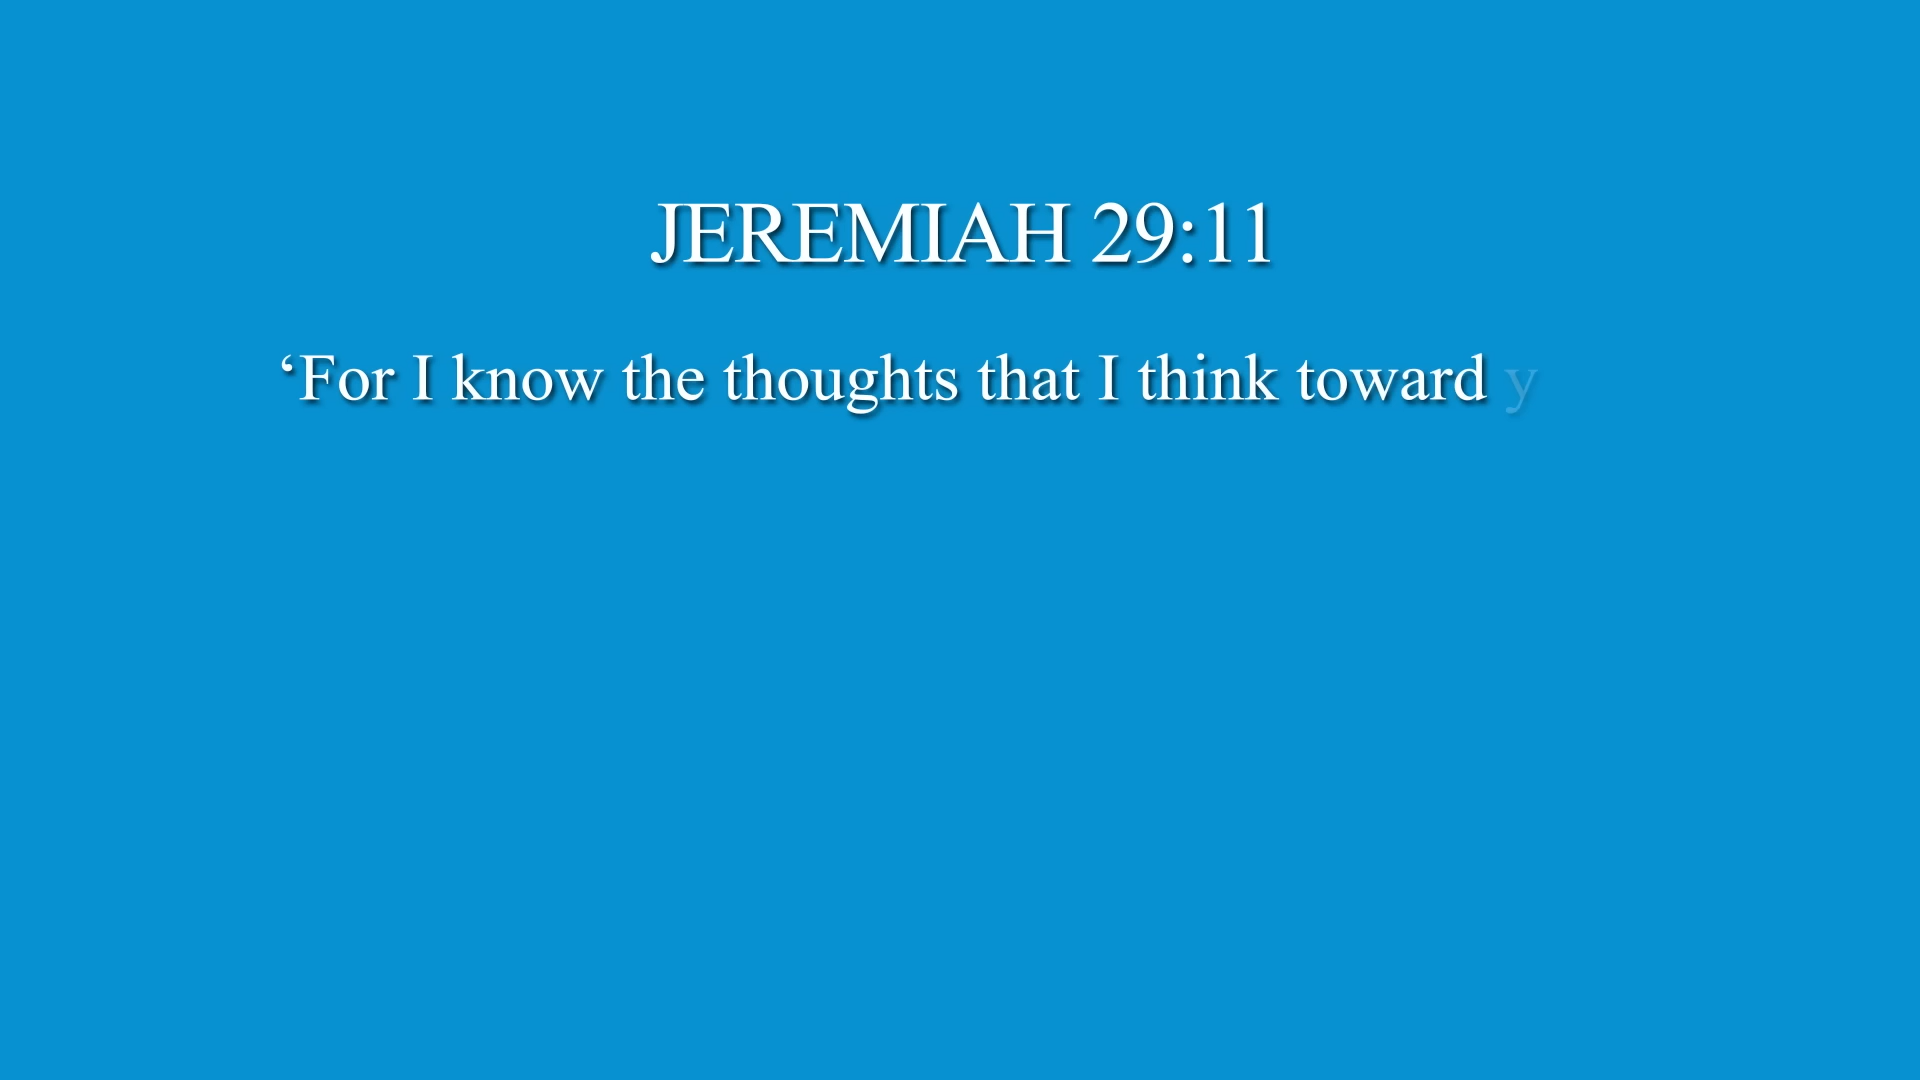 JEREMIAH 29:11
‘For I know the thoughts that I think toward y